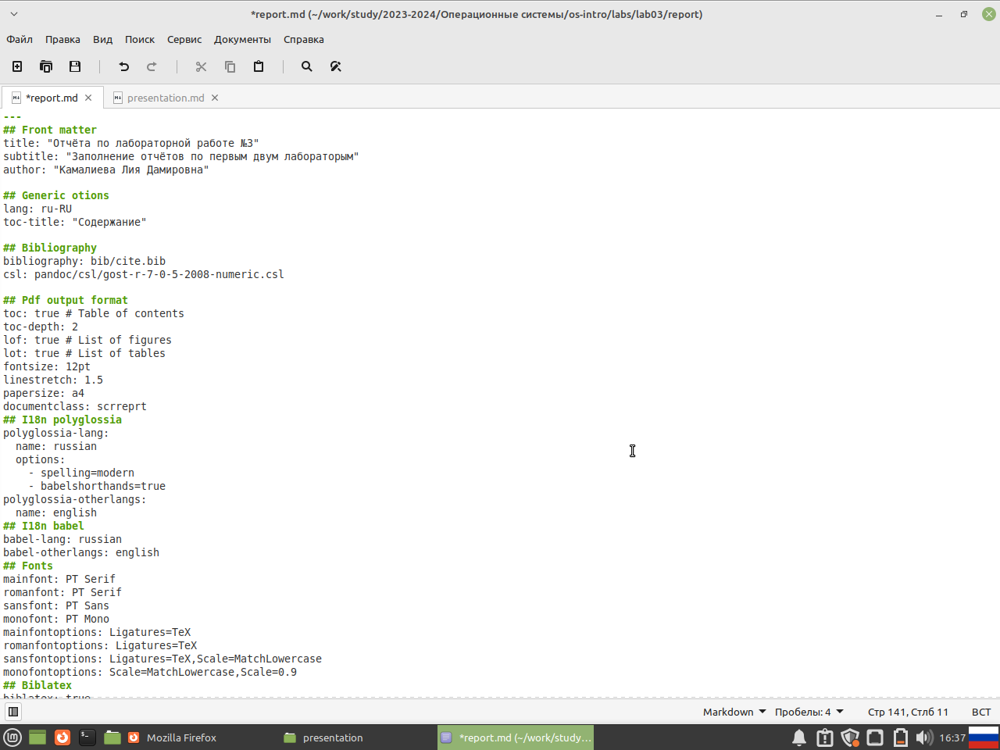 *report.md (~/work/study/2023-2024/Операционные системы/os-intro/labs/lab03/report)
Файл Правка Вид Поиск Сервис Документы Справка
*report.md presentation.md
---
## Front matter
title: "Отчёта по лабораторной работе №3"
subtitle: "Заполнение отчётов по первым двум лабораторым"
author: "Камалиева Лия Дамировна"
## Generic otions
lang: ru-RU
toc-title: "Содержание"
## Bibliography
bibliography: bib/cite.bib
csl: pandoc/csl/gost-r-7-0-5-2008-numeric.csl
## Pdf output format
toc: true # Table of contents
toc-depth: 2
lof: true # List of figures
lot: true # List of tables
fontsize: 12pt
linestretch: 1.5
papersize: a4
documentclass: scrreprt
## I18n polyglossia
polyglossia-lang:
  name: russian
  options:
    - spelling=modern
    - babelshorthands=true
polyglossia-otherlangs:
  name: english
## I18n babel
babel-lang: russian
babel-otherlangs: english
## Fonts
mainfont: PT Serif
romanfont: PT Serif
sansfont: PT Sans
monofont: PT Mono
mainfontoptions: Ligatures=TeX
romanfontoptions: Ligatures=TeX
sansfontoptions: Ligatures=TeX,Scale=MatchLowercase
monofontoptions: Scale=MatchLowercase,Scale=0.9
## Biblatex
biblatex: true
Markdown Пробелы: 4 Стр 141, Стлб 11 ВСТ
Mozilla Firefox presentation *report.md (~/work/study... 16:37